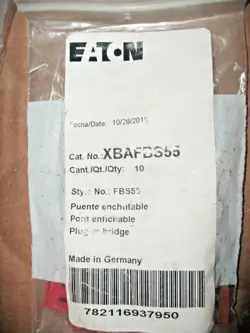 EATON
Fecha/Date: 10/26/2010
Cat. No.: XBAFBS55
Cant./Qt./Qty: 10
Sty.: No.: FBS55
Puente enchufable
Pont enfichable
Plug-in bridge
Made in Germany
782116937950